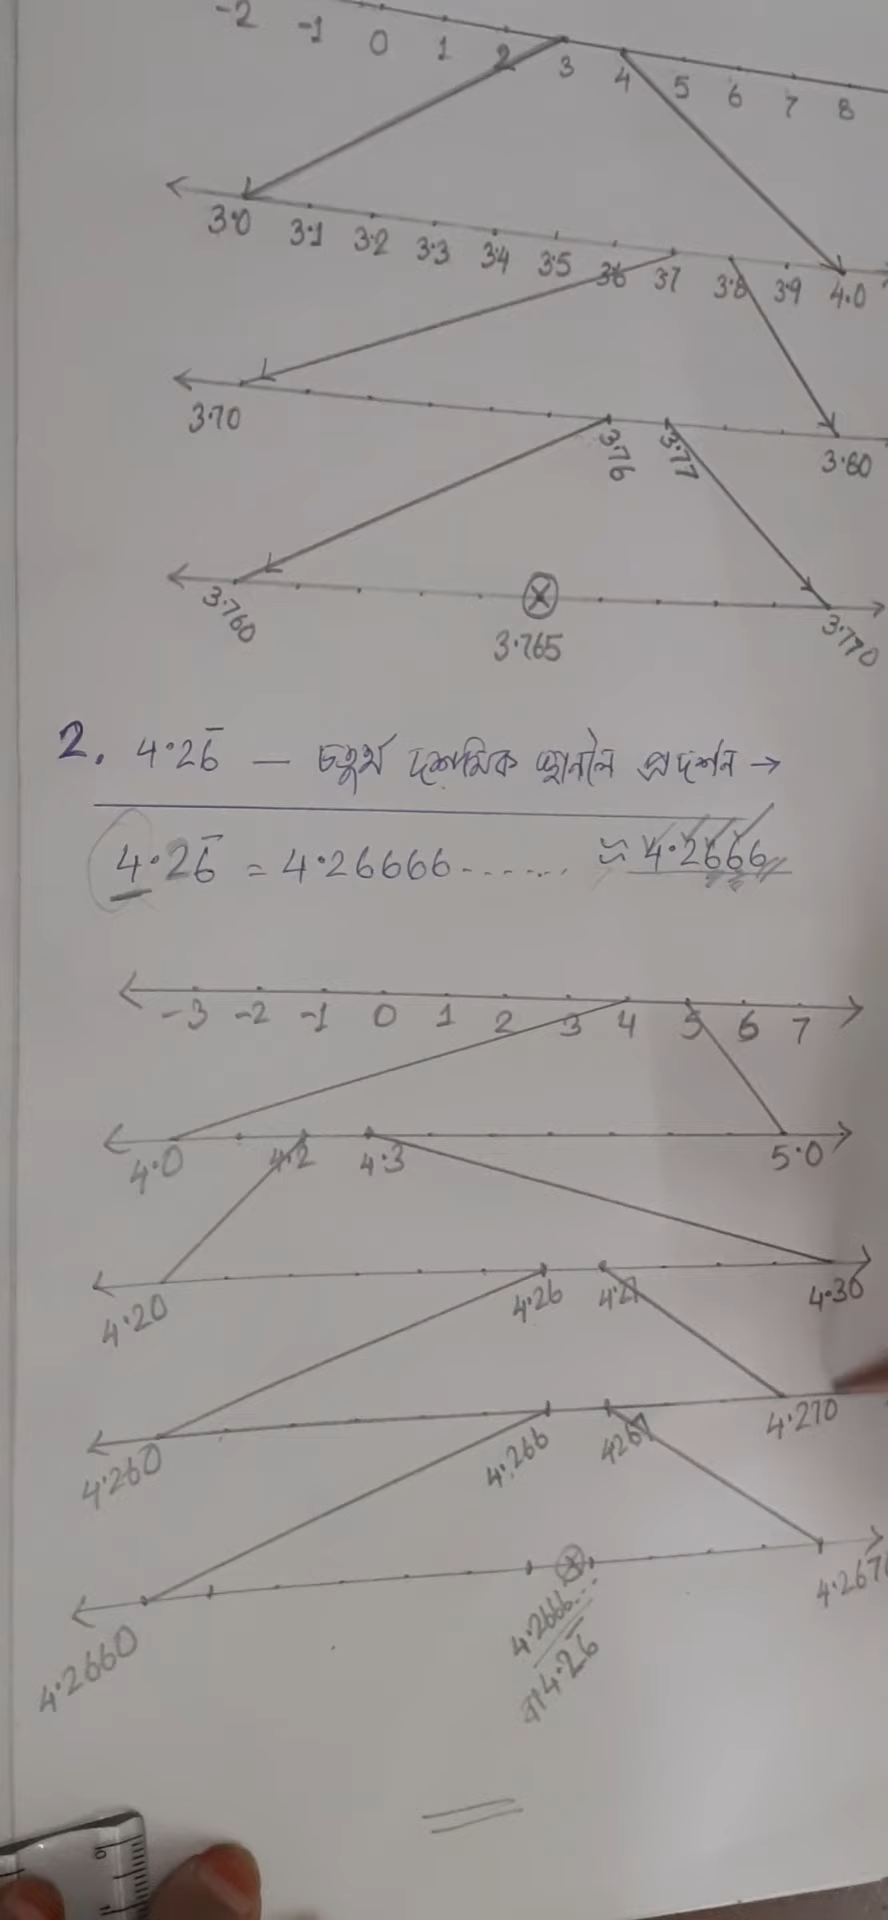 -2 -1 0 1 2 3 4 5 6 7 8
3.0 3.1 3.2 3.3 3.4 3.5 3.6 3.7 3.8 3.9 4.0
3.70 3.76 3.77 3.80
3.760 3.765 3.770
2. 4.26̅ — চতুৰ্থ দশমিক স্থানলৈ প্ৰদৰ্শন →
4.26̅ = 4.26666....... ≈ 4.2666
-3 -2 -1 0 1 2 3 4 5 6 7
4.0 4.2 4.3 5.0
4.20 4.26 4.27 4.30
4.260 4.266 4.267 4.270
4.2660 4.2666... 4.267
বা 4.26̅